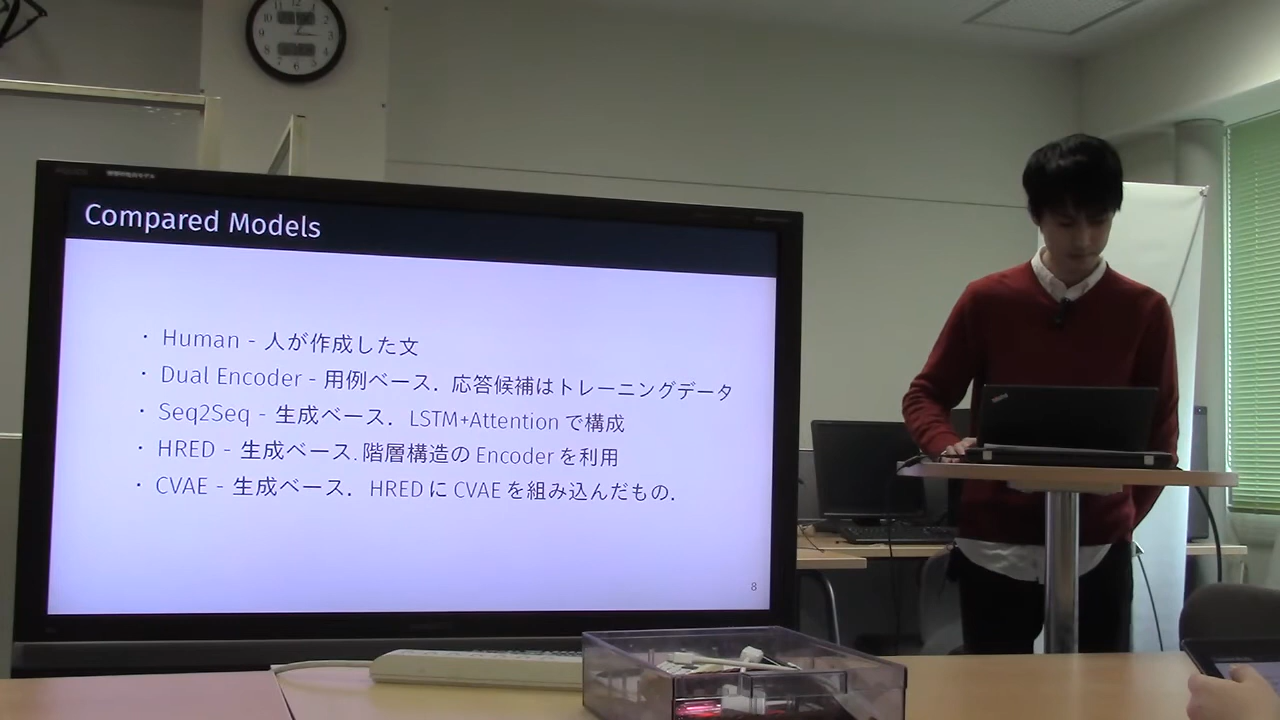 Compared Models
・ Human - 人が作成した文
・ Dual Encoder - 用例ベース．応答候補はトレーニングデータ
・ Seq2Seq - 生成ベース．LSTM+Attention で構成
・ HRED - 生成ベース. 階層構造の Encoder を利用
・ CVAE - 生成ベース．HRED に CVAE を組み込んだもの．
8